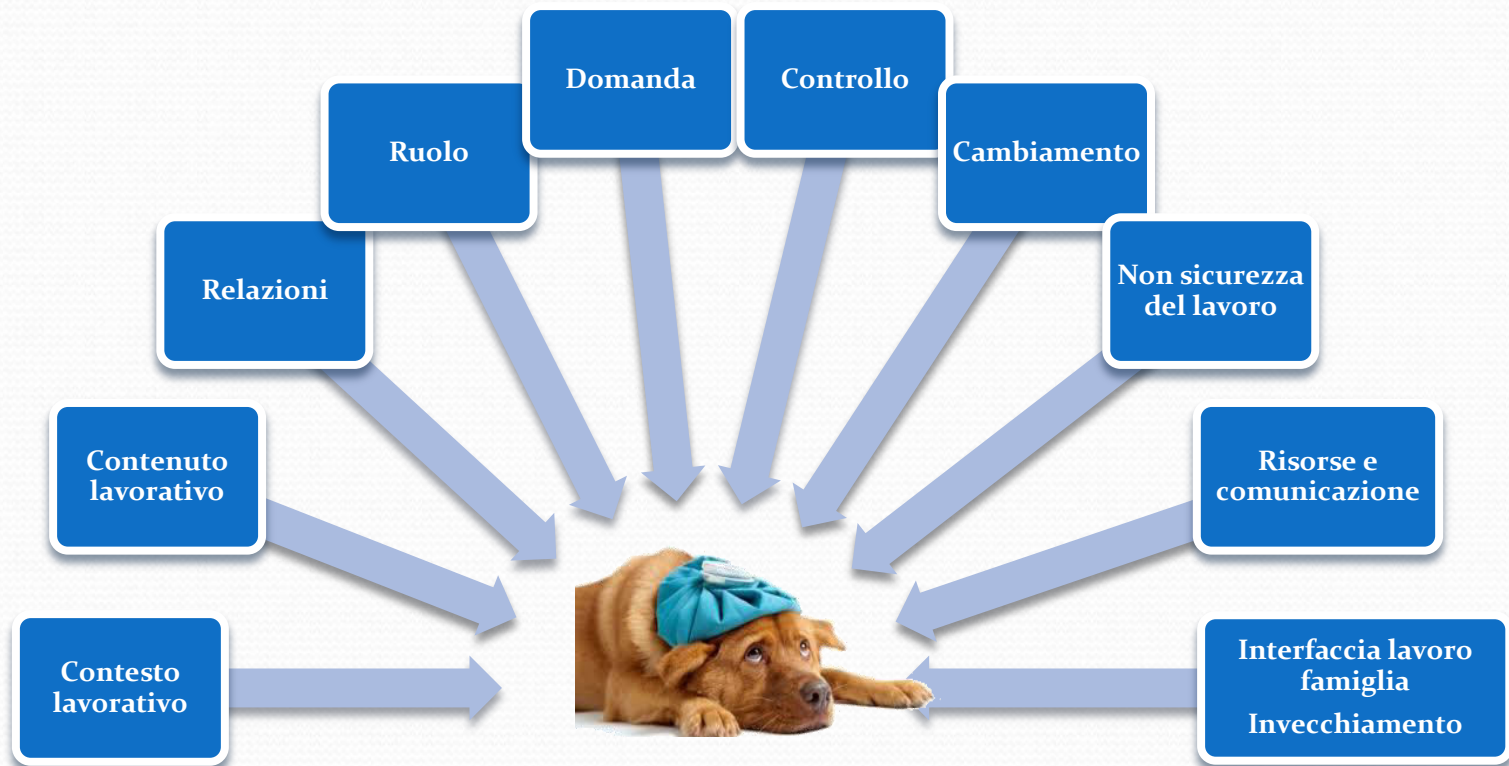 Domanda
Controllo
Ruolo
Cambiamento
Relazioni
Non sicurezza
del lavoro
Contenuto
lavorativo
Risorse e
comunicazione
Contesto
lavorativo
Interfaccia lavoro
famiglia
Invecchiamento